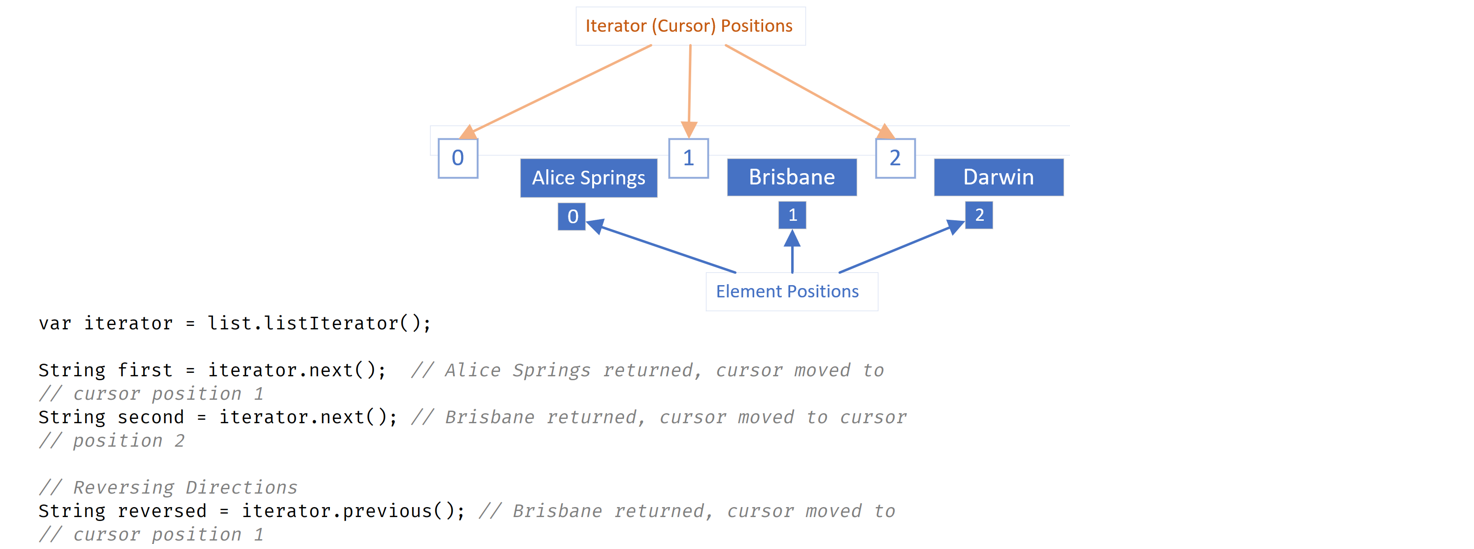 Iterator (Cursor) Positions
0
1
2
Alice Springs
Brisbane
Darwin
0
1
2
Element Positions
var iterator = list.listIterator();
String first = iterator.next();  // Alice Springs returned, cursor moved to
// cursor position 1
String second = iterator.next(); // Brisbane returned, cursor moved to cursor
// position 2
// Reversing Directions
String reversed = iterator.previous(); // Brisbane returned, cursor moved to
// cursor position 1